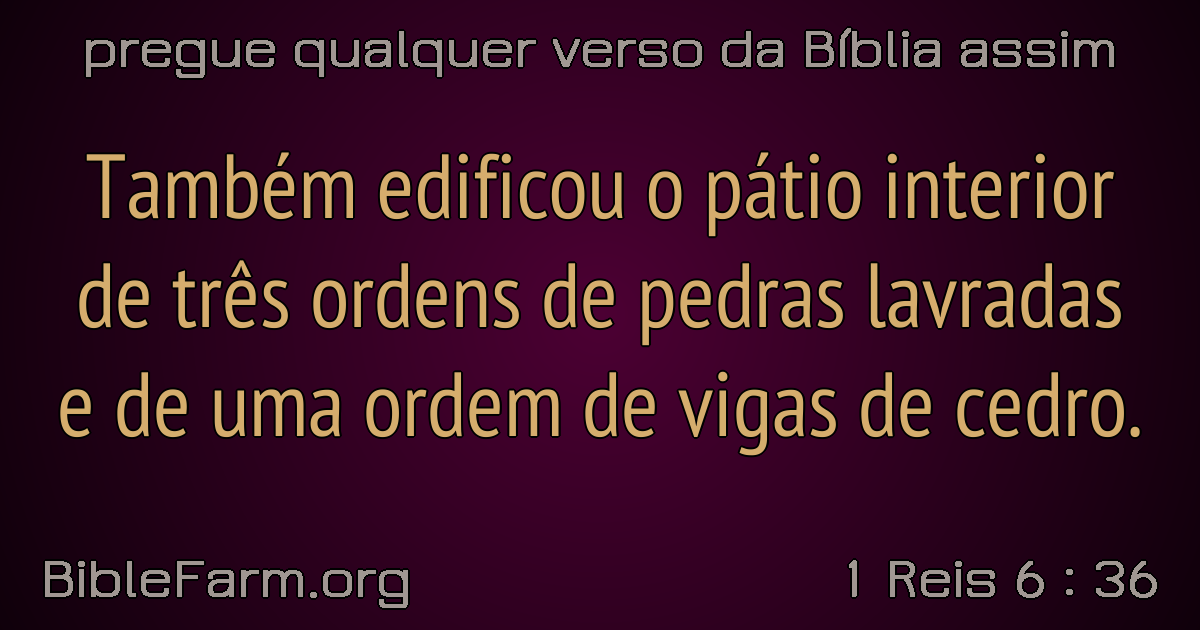 pregue qualquer verso da Bíblia assim
Também edificou o pátio interior
de três ordens de pedras lavradas
e de uma ordem de vigas de cedro.
BibleFarm.org
1 Reis 6 : 36